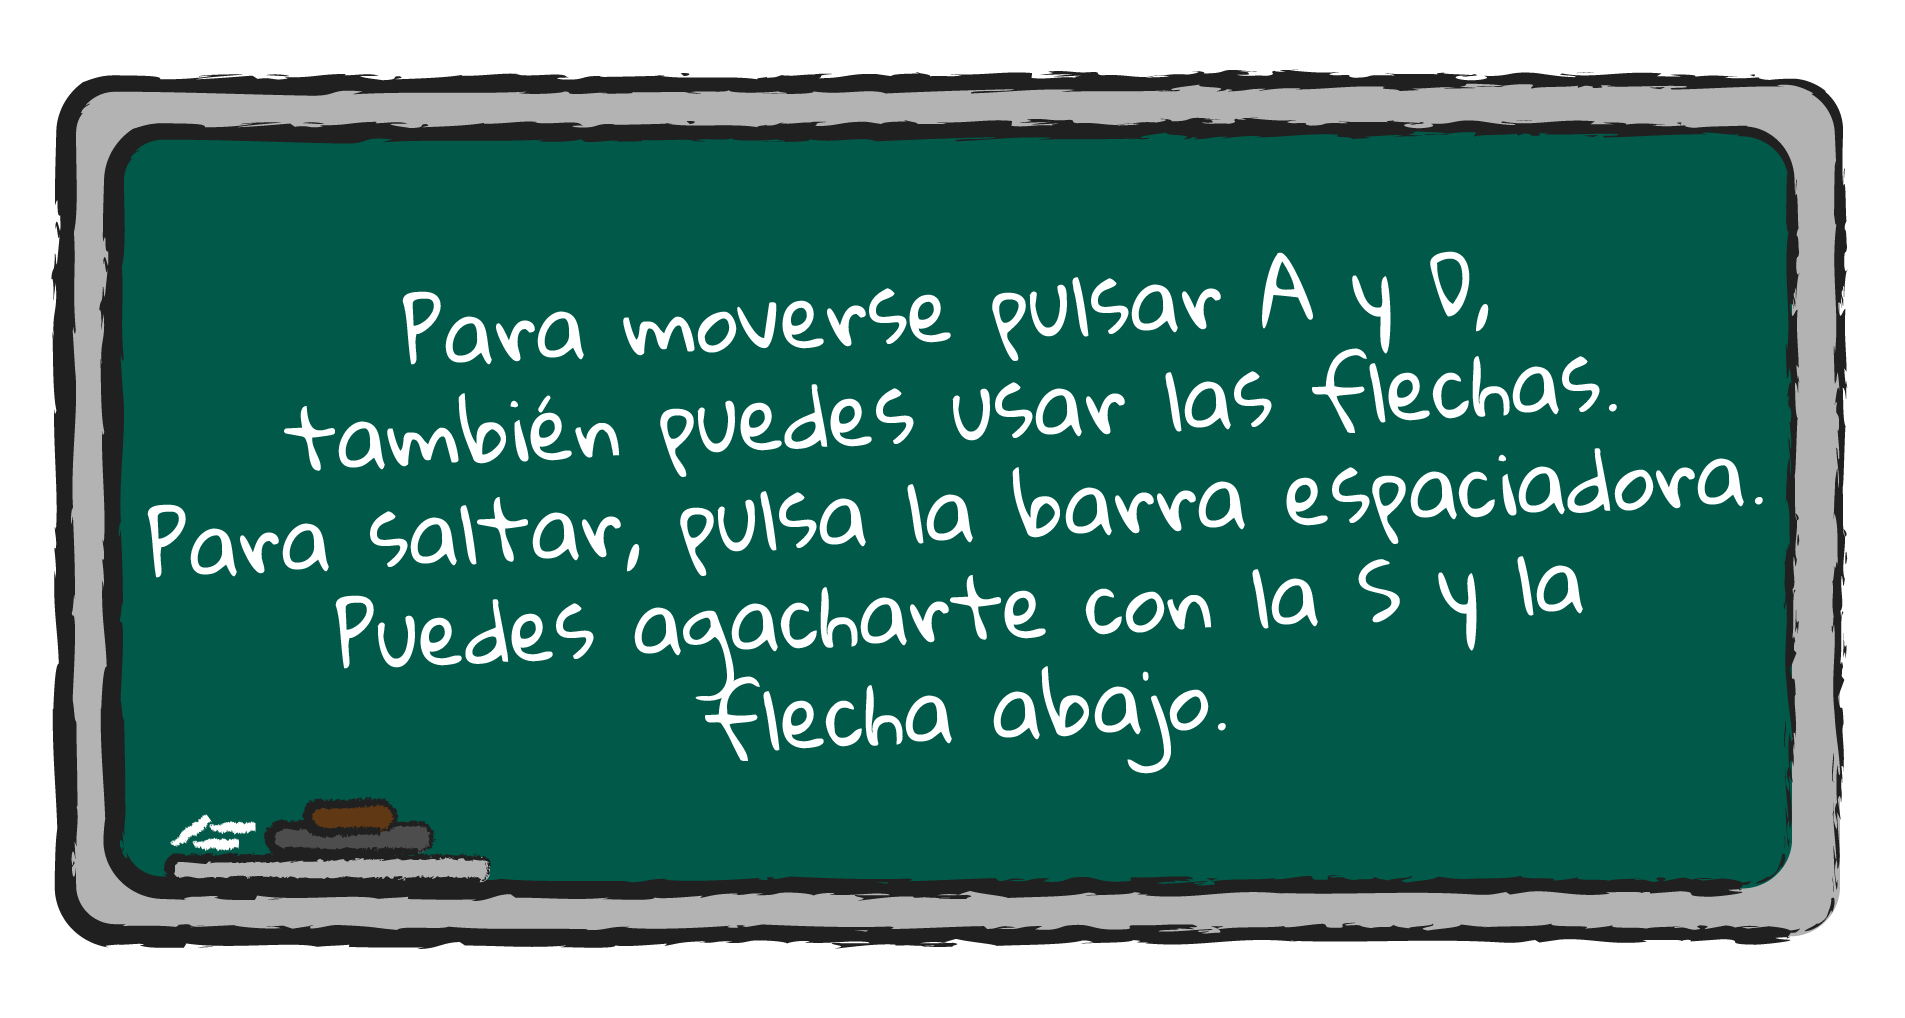 Para moverse pulsar A y D,
también puedes usar las flechas.
Para saltar, pulsa la barra espaciadora.
Puedes agacharte con la S y la
flecha abajo.